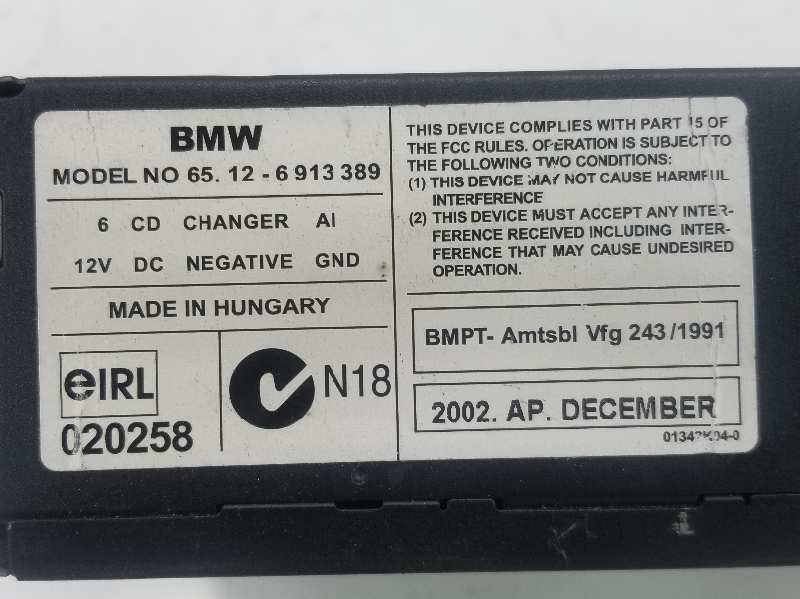 BMW
MODEL NO 65. 12 - 6 913 389
6 CD CHANGER AI
12V DC NEGATIVE GND
MADE IN HUNGARY
eIRL
020258
N18
THIS DEVICE COMPLIES WITH PART 15 OF
THE FCC RULES. OPERATION IS SUBJECT TO
THE FOLLOWING TWO CONDITIONS:
(1) THIS DEVICE MAY NOT CAUSE HARMFUL
INTERFERENCE
(2) THIS DEVICE MUST ACCEPT ANY INTER-
FERENCE RECEIVED INCLUDING INTER-
FERENCE THAT MAY CAUSE UNDESIRED
OPERATION.
BMPT- Amtsbl Vfg 243/1991
2002. AP. DECEMBER